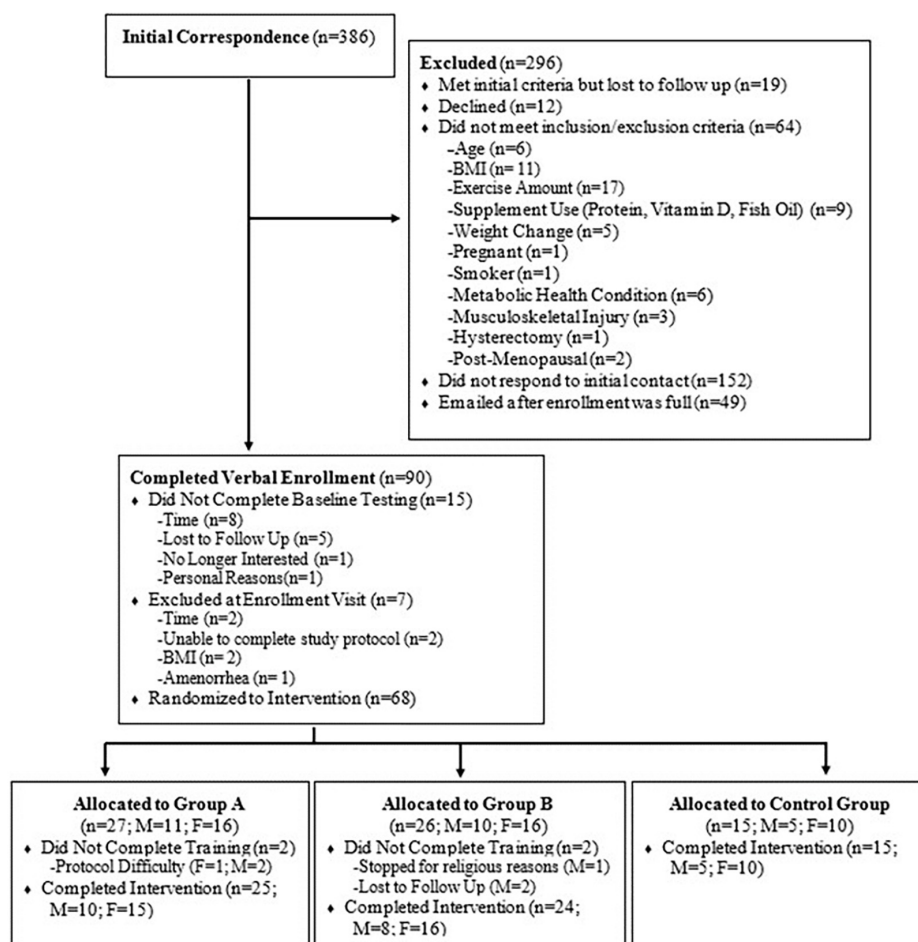 Initial Correspondence (n=386)
Excluded (n=296)
♦ Met initial criteria but lost to follow up (n=19)
♦ Declined (n=12)
♦ Did not meet inclusion/exclusion criteria (n=64)
-Age (n=6)
-BMI (n= 11)
-Exercise Amount (n=17)
-Supplement Use (Protein, Vitamin D, Fish Oil) (n=9)
-Weight Change (n=5)
-Pregnant (n=1)
-Smoker (n=1)
-Metabolic Health Condition (n=6)
-Musculoskeletal Injury (n=3)
-Hysterectomy (n=1)
-Post-Menopausal (n=2)
♦ Did not respond to initial contact (n=152)
♦ Emailed after enrollment was full (n=49)
Completed Verbal Enrollment (n=90)
♦ Did Not Complete Baseline Testing (n=15)
-Time (n=8)
-Lost to Follow Up (n=5)
-No Longer Interested (n=1)
-Personal Reasons(n=1)
♦ Excluded at Enrollment Visit (n=7)
-Time (n=2)
-Unable to complete study protocol (n=2)
-BMI (n= 2)
-Amenorrhea (n= 1)
♦ Randomized to Intervention (n=68)
Allocated to Group A
(n=27; M=11; F=16)
♦ Did Not Complete Training (n=2)
-Protocol Difficulty (F=1; M=2)
♦ Completed Intervention (n=25;
M=10; F=15)
Allocated to Group B
(n=26; M=10; F=16)
♦ Did Not Complete Training (n=2)
-Stopped for religious reasons (M=1)
-Lost to Follow Up (M=2)
♦ Completed Intervention (n=24;
M=8; F=16)
Allocated to Control Group
(n=15; M=5; F=10)
♦ Completed Intervention (n=15;
M=5; F=10)